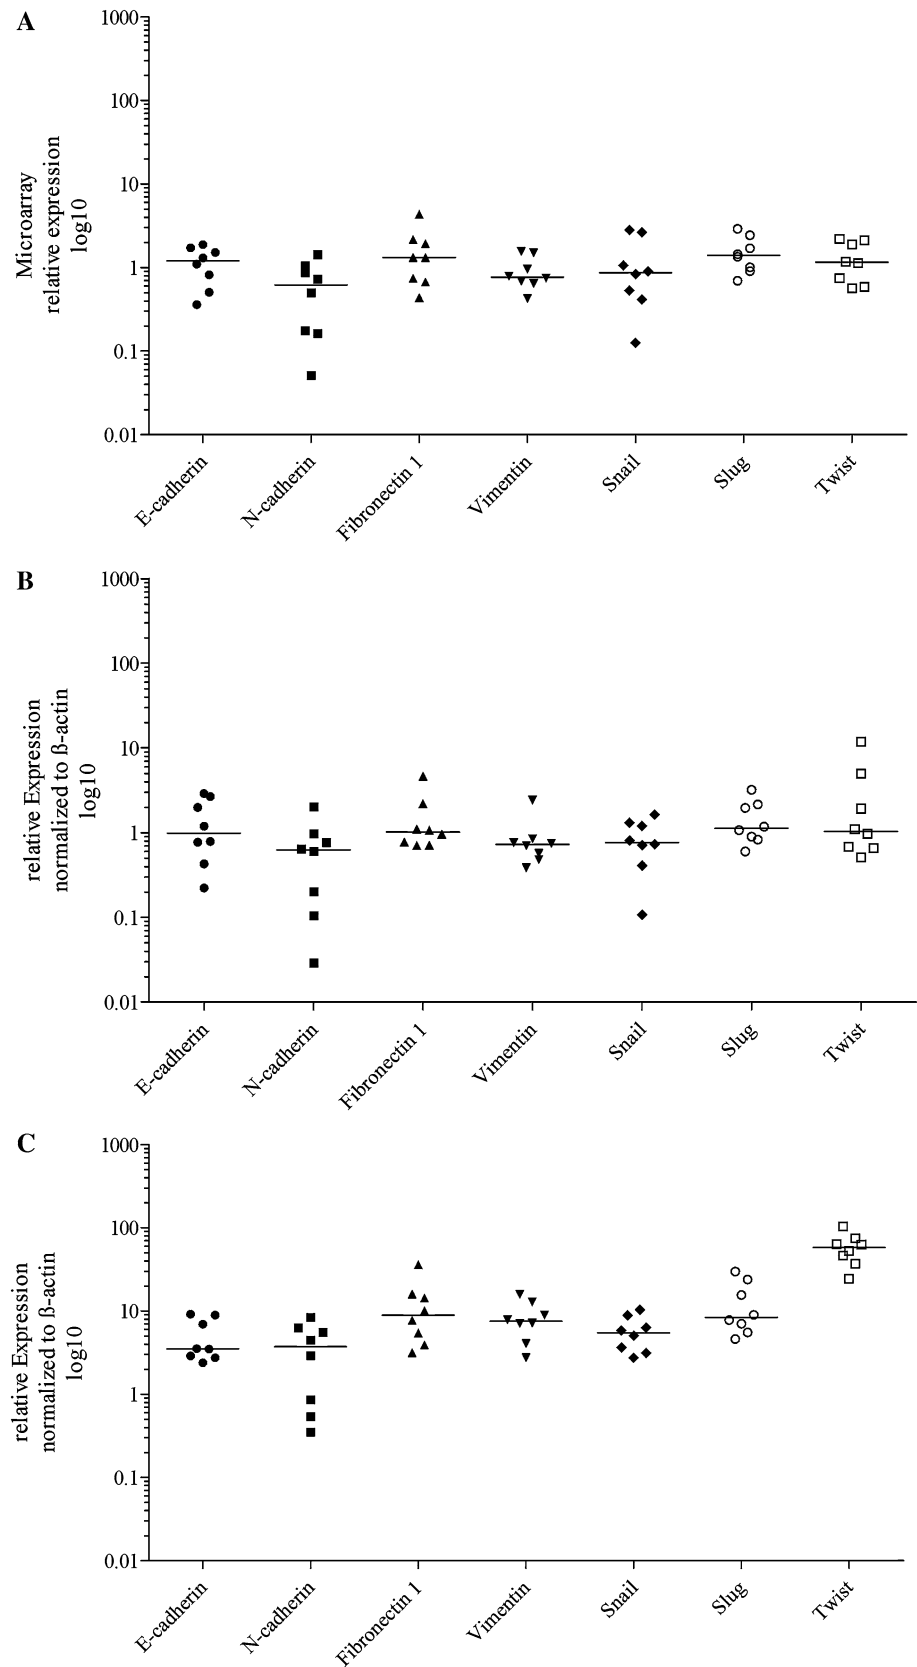 A
1000
100
10
1
0.1
0.01
Microarray
relative expression
log10
E-cadherin
N-cadherin
Fibronectin 1
Vimentin
Snail
Slug
Twist
B
1000
100
10
1
0.1
0.01
relative Expression
normalized to ß-actin
log10
E-cadherin
N-cadherin
Fibronectin 1
Vimentin
Snail
Slug
Twist
C
1000
100
10
1
0.1
0.01
relative Expression
normalized to ß-actin
log10
E-cadherin
N-cadherin
Fibronectin 1
Vimentin
Snail
Slug
Twist